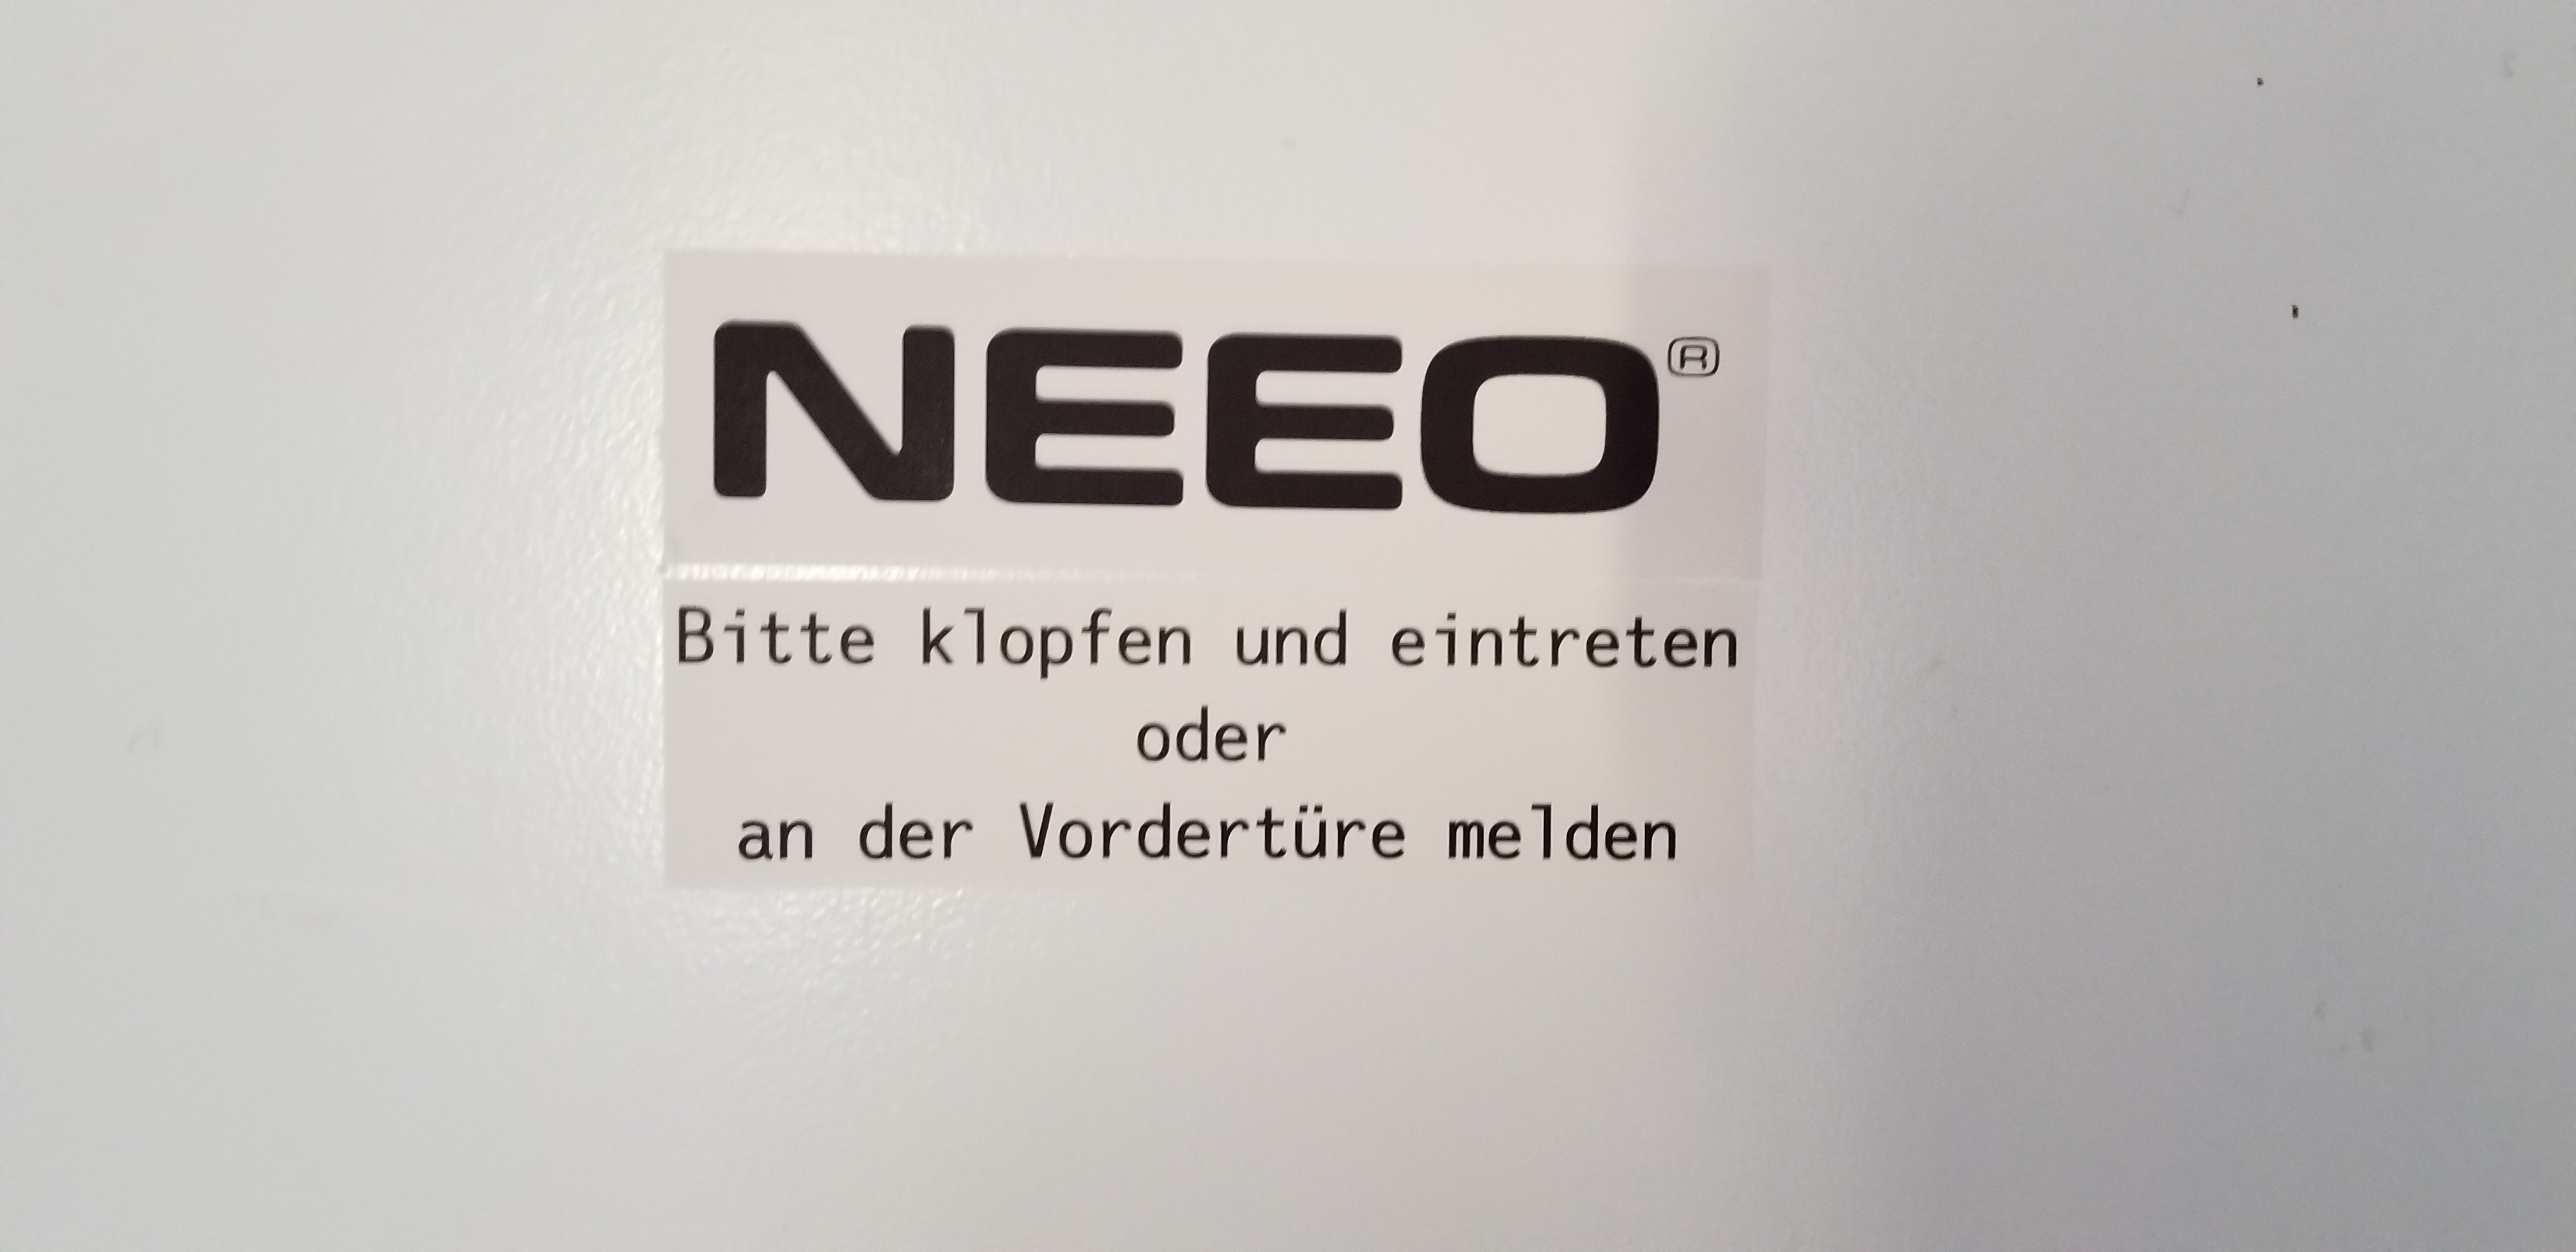 NEEO®
Bitte klopfen und eintreten
oder
an der Vordertüre melden